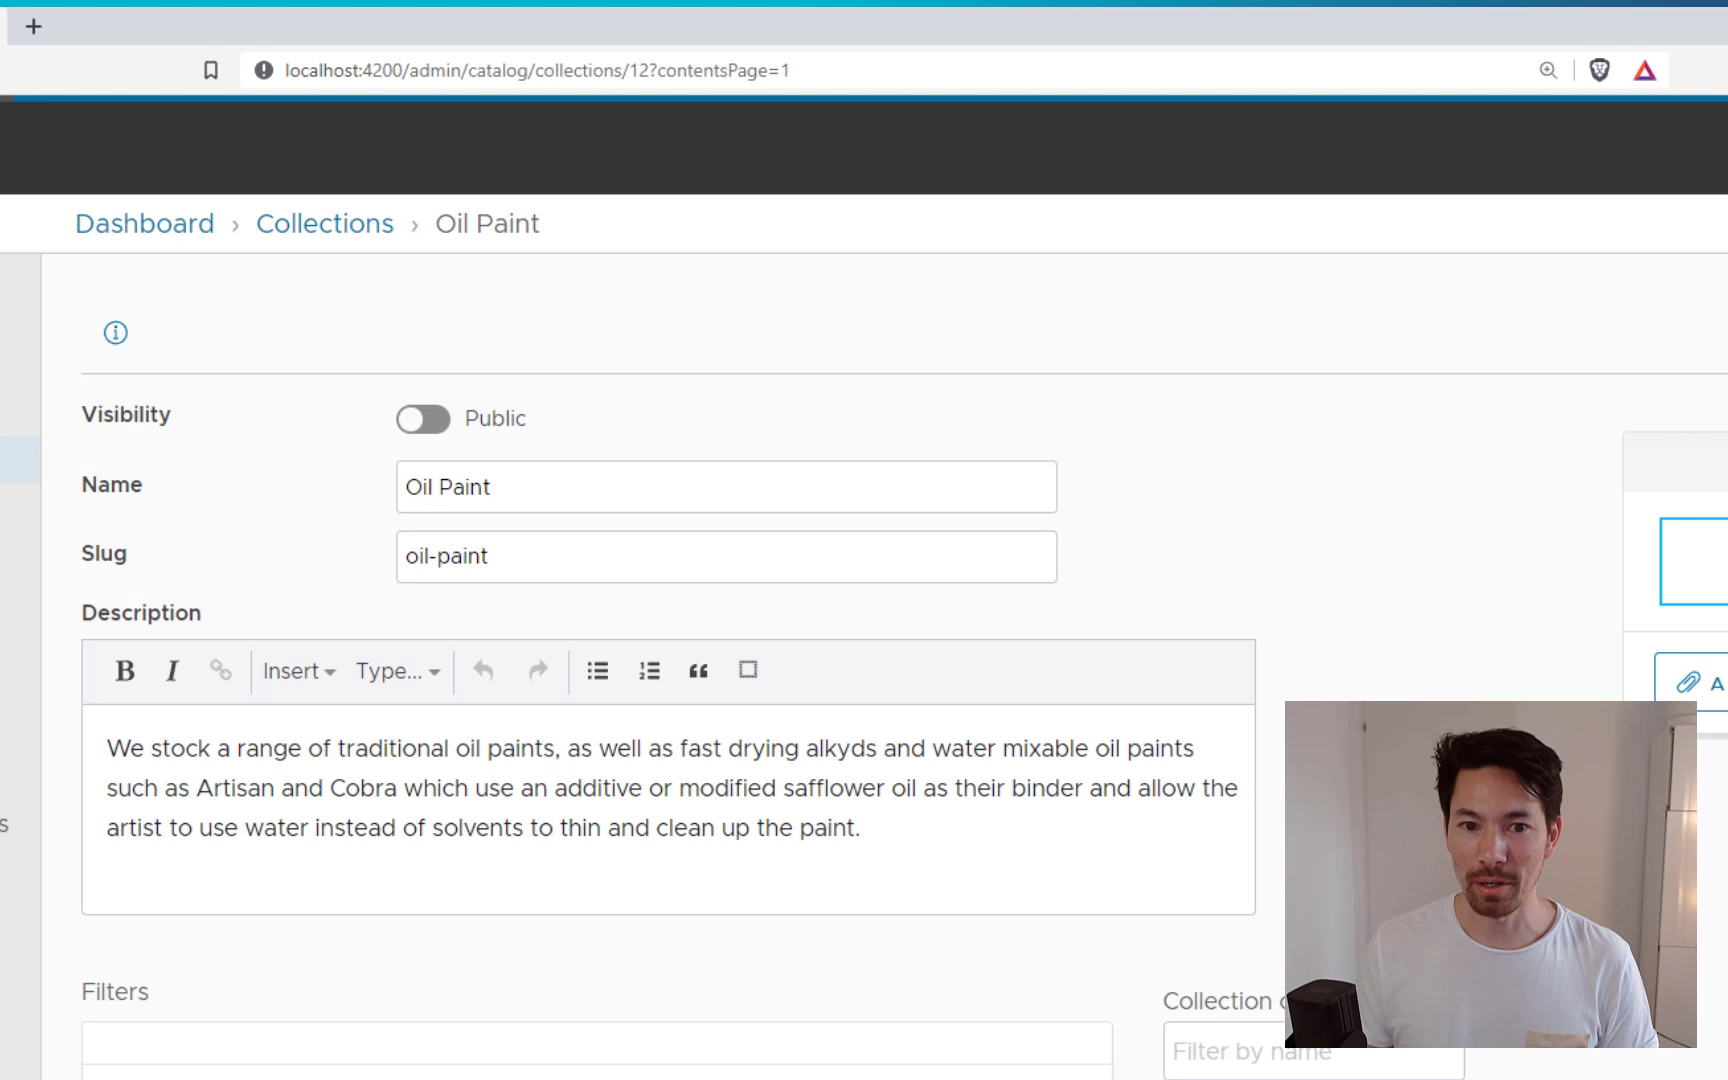 localhost:4200/admin/catalog/collections/12?contentsPage=1
Dashboard › Collections › Oil Paint
Visibility
Public
Name
Oil Paint
Slug
oil-paint
Description
B I Insert Type...
We stock a range of traditional oil paints, as well as fast drying alkyds and water mixable oil paints
such as Artisan and Cobra which use an additive or modified safflower oil as their binder and allow the
artist to use water instead of solvents to thin and clean up the paint.
Filters
Collection
Filter by name